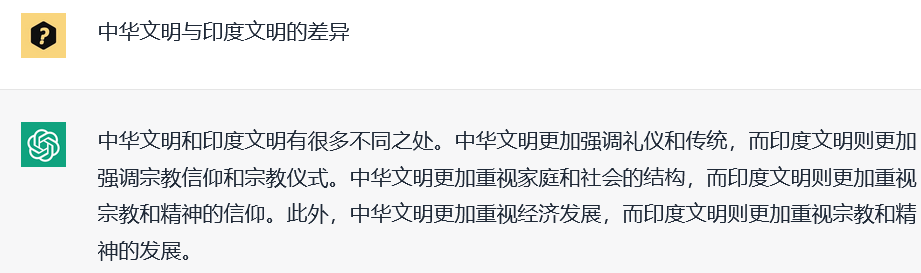 中华文明与印度文明的差异
中华文明和印度文明有很多不同之处。中华文明更加强调礼仪和传统，而印度文明则更加
强调宗教信仰和宗教仪式。中华文明更加重视家庭和社会的结构，而印度文明则更加重视
宗教和精神的信仰。此外，中华文明更加重视经济发展，而印度文明则更加重视宗教和精
神的发展。